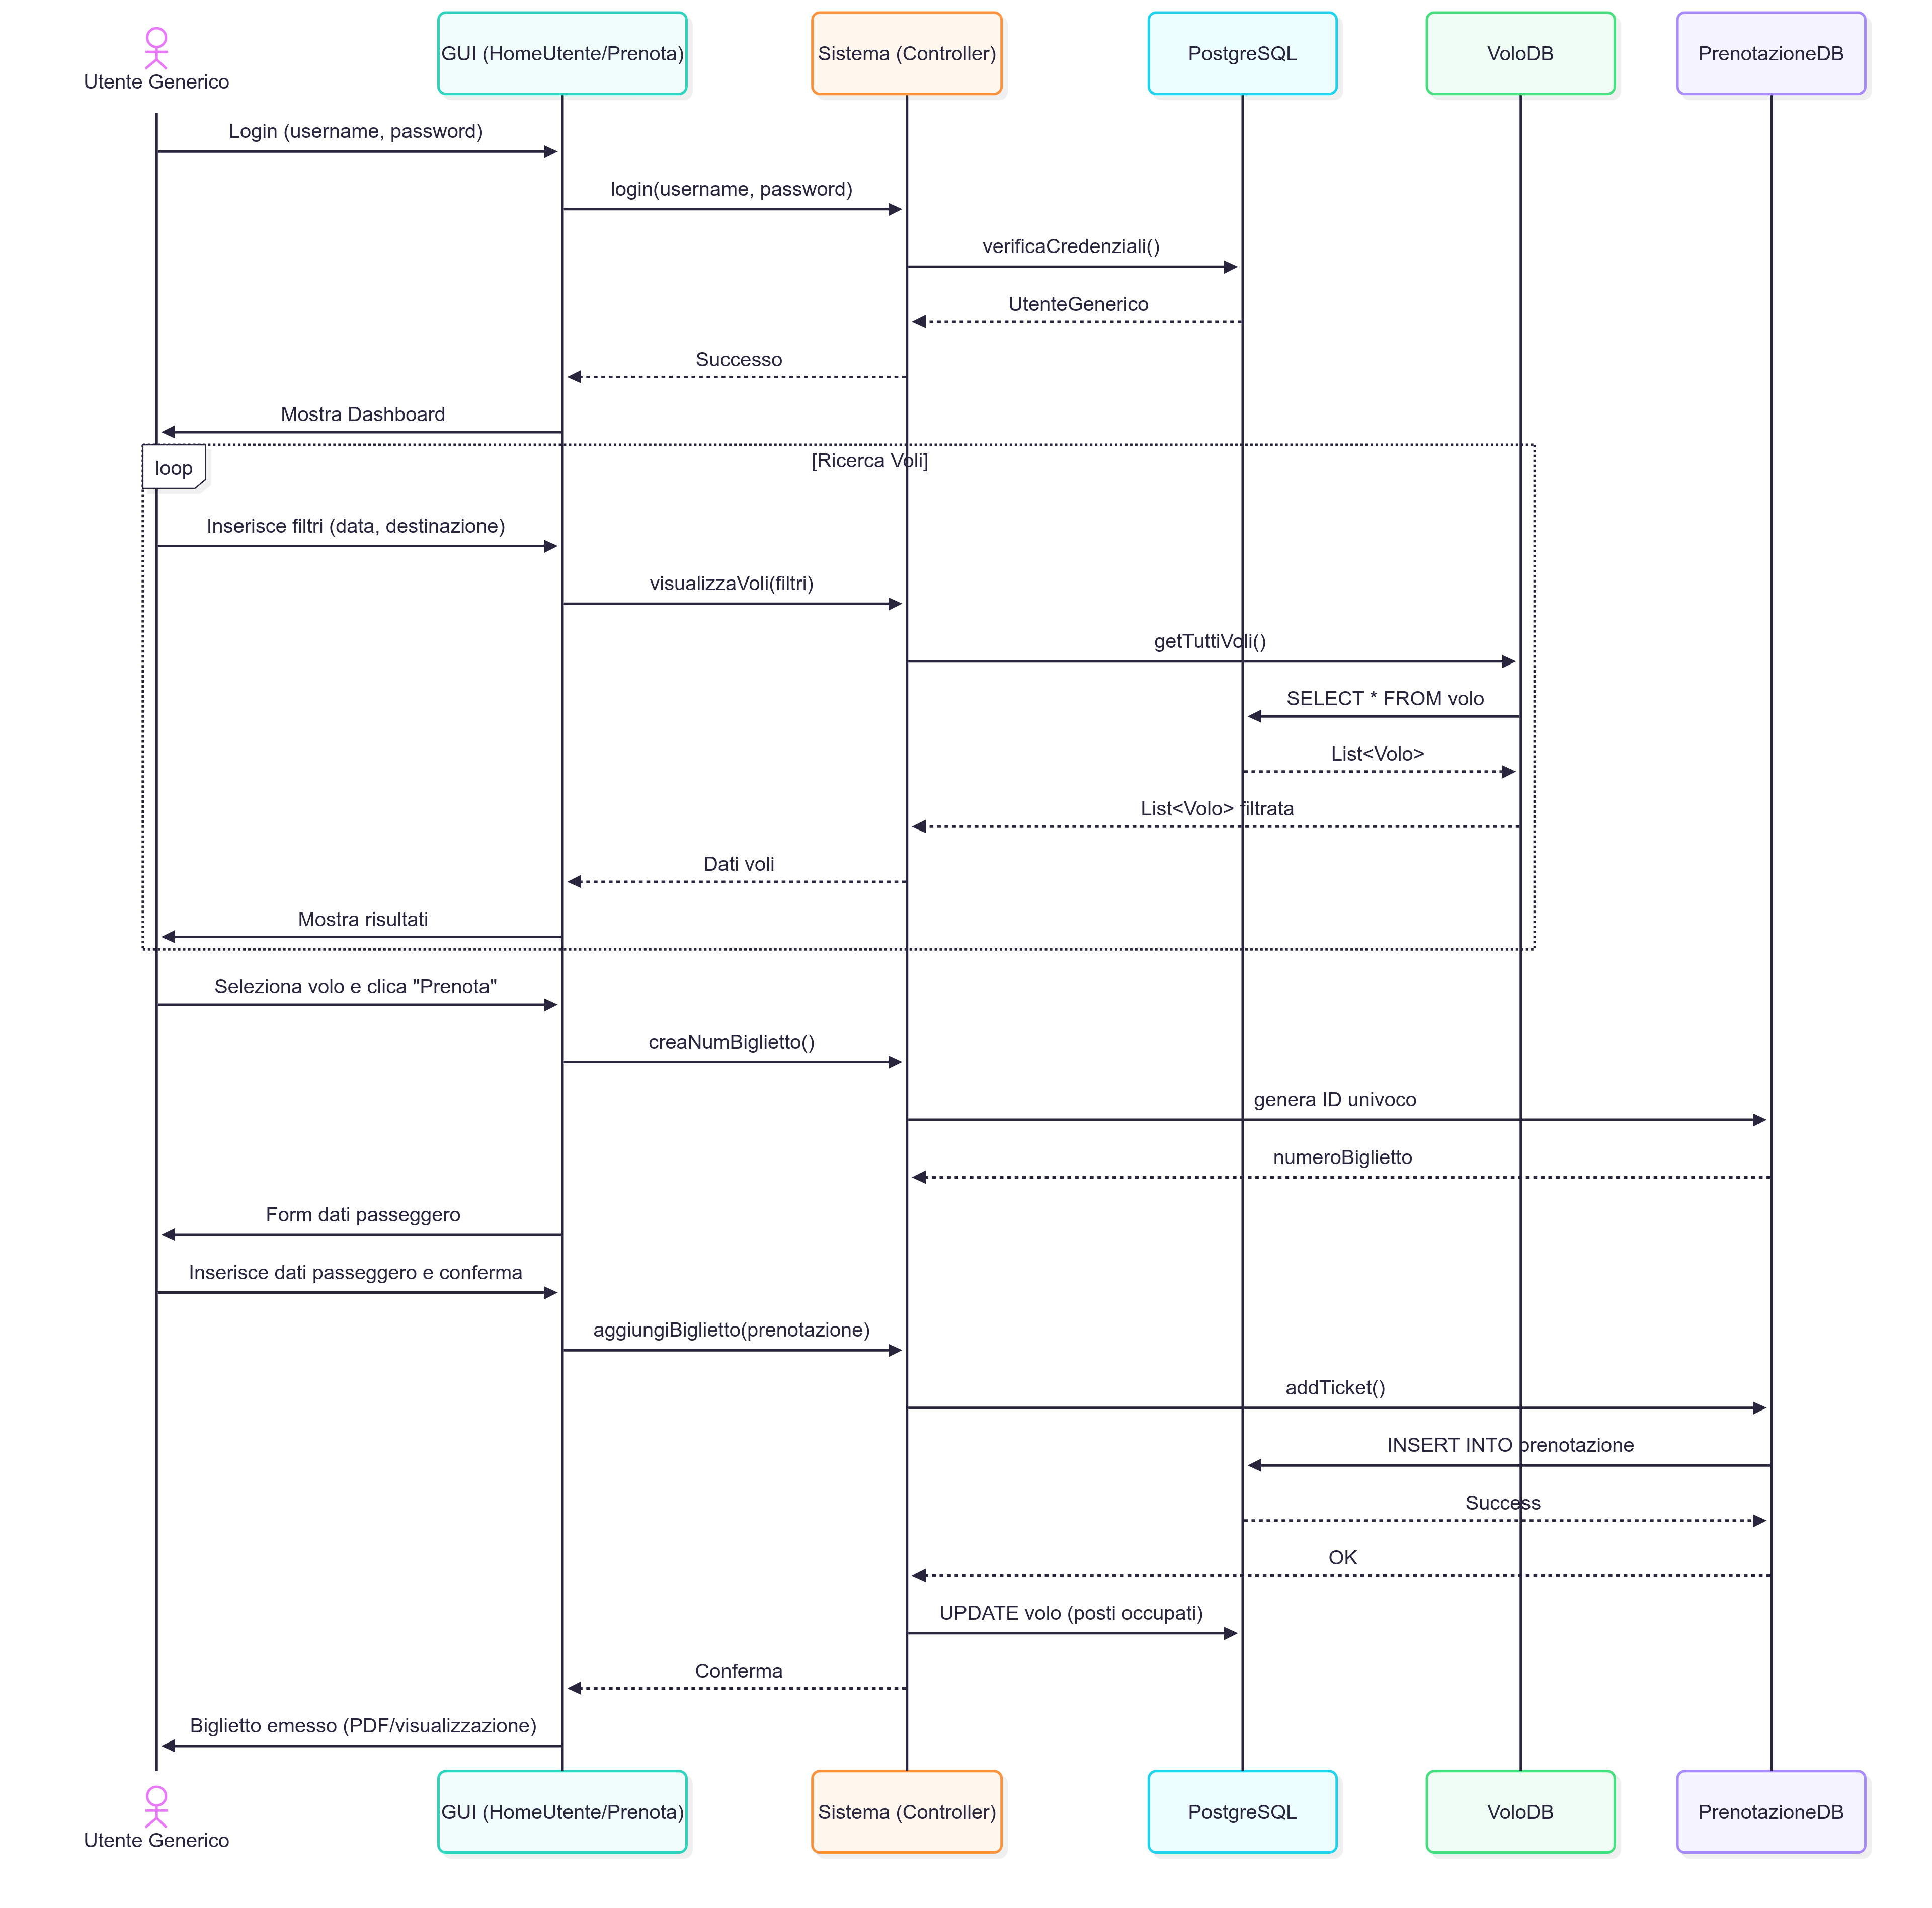 Utente Generico
GUI (HomeUtente/Prenota)
Sistema (Controller)
PostgreSQL
VoloDB
PrenotazioneDB
Login (username, password)
login(username, password)
verificaCredenziali()
UtenteGenerico
Successo
Mostra Dashboard
loop
[Ricerca Voli]
Inserisce filtri (data, destinazione)
visualizzaVoli(filtri)
getTuttiVoli()
SELECT * FROM volo
List<Volo>
List<Volo> filtrata
Dati voli
Mostra risultati
Seleziona volo e clica "Prenota"
creaNumBiglietto()
genera ID univoco
numeroBiglietto
Form dati passeggero
Inserisce dati passeggero e conferma
aggiungiBiglietto(prenotazione)
addTicket()
INSERT INTO prenotazione
Success
OK
UPDATE volo (posti occupati)
Conferma
Biglietto emesso (PDF/visualizzazione)
Utente Generico
GUI (HomeUtente/Prenota)
Sistema (Controller)
PostgreSQL
VoloDB
PrenotazioneDB